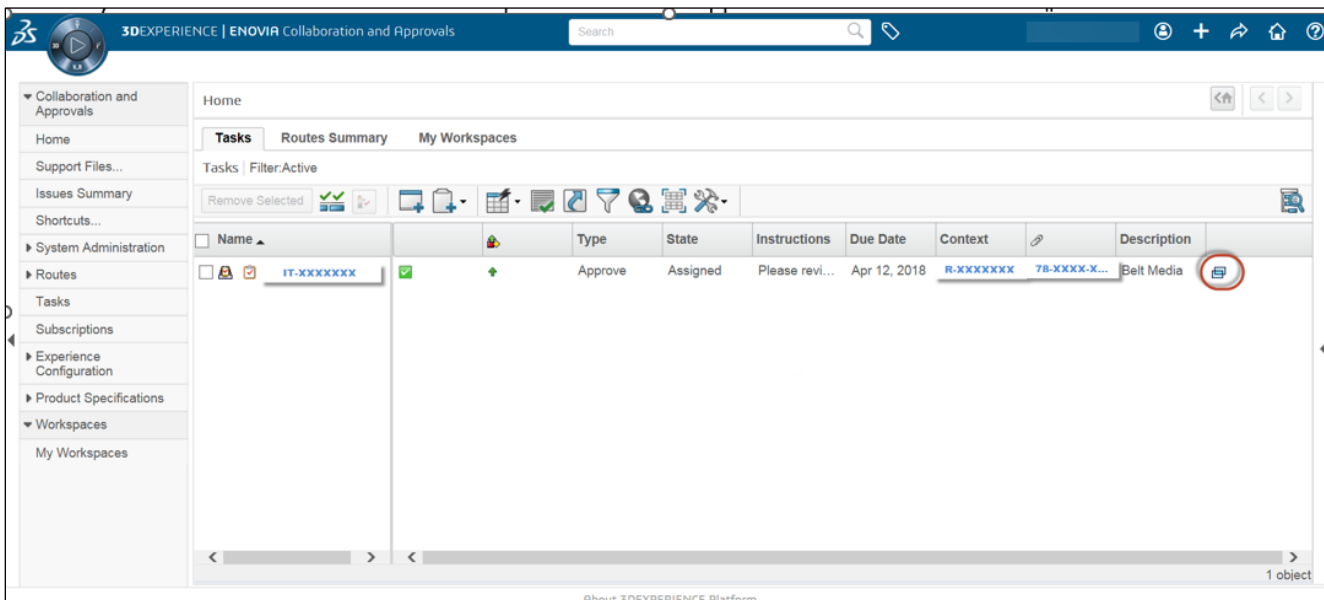 3DEXPERIENCE | ENOVIA Collaboration and Approvals
Search
Collaboration and
Approvals
Home
Support Files...
Issues Summary
Shortcuts...
System Administration
Routes
Tasks
Subscriptions
Experience
Configuration
Product Specifications
Workspaces
My Workspaces
Home
Tasks Routes Summary My Workspaces
Tasks | Filter:Active
Remove Selected
Name Type State Instructions Due Date Context Description
IT-XXXXXXX Approve Assigned Please revi... Apr 12, 2018 R-XXXXXXX 78-XXXX-X... Belt Media
1 object
About 3DEXPERIENCE Platform